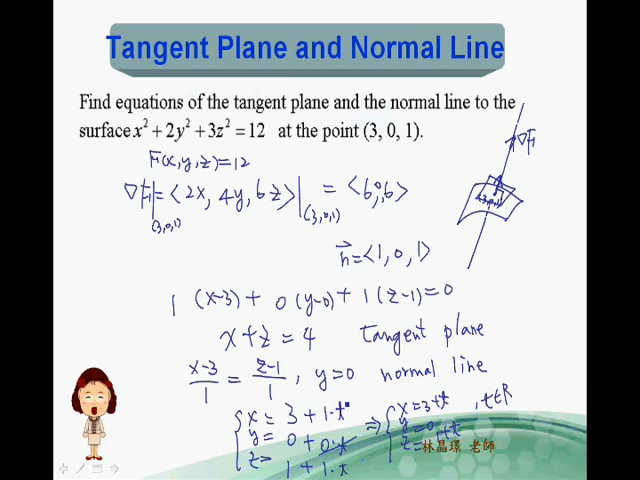 Tangent Plane and Normal Line
Find equations of the tangent plane and the normal line to the
surface x² + 2y² + 3z² = 12 at the point (3, 0, 1).
F(x,y,z)=12
∇F|(3,0,1) = <2x, 4y, 6z>|(3,0,1) = <6,0,6>
∇F
(3,0,1)
n⃗=<1,0,1>
1 (x-3) + 0(y-0) + 1(z-1) = 0
x+z=4 tangent plane
(x-3)/1 = (z-1)/1, y=0 normal line
{ x = 3 + 1·t ⇒ { x=3+t, t∈R
y = 0 + 0·t y=0
z = 1 + 1·t z=1+t
林晶璟 老師